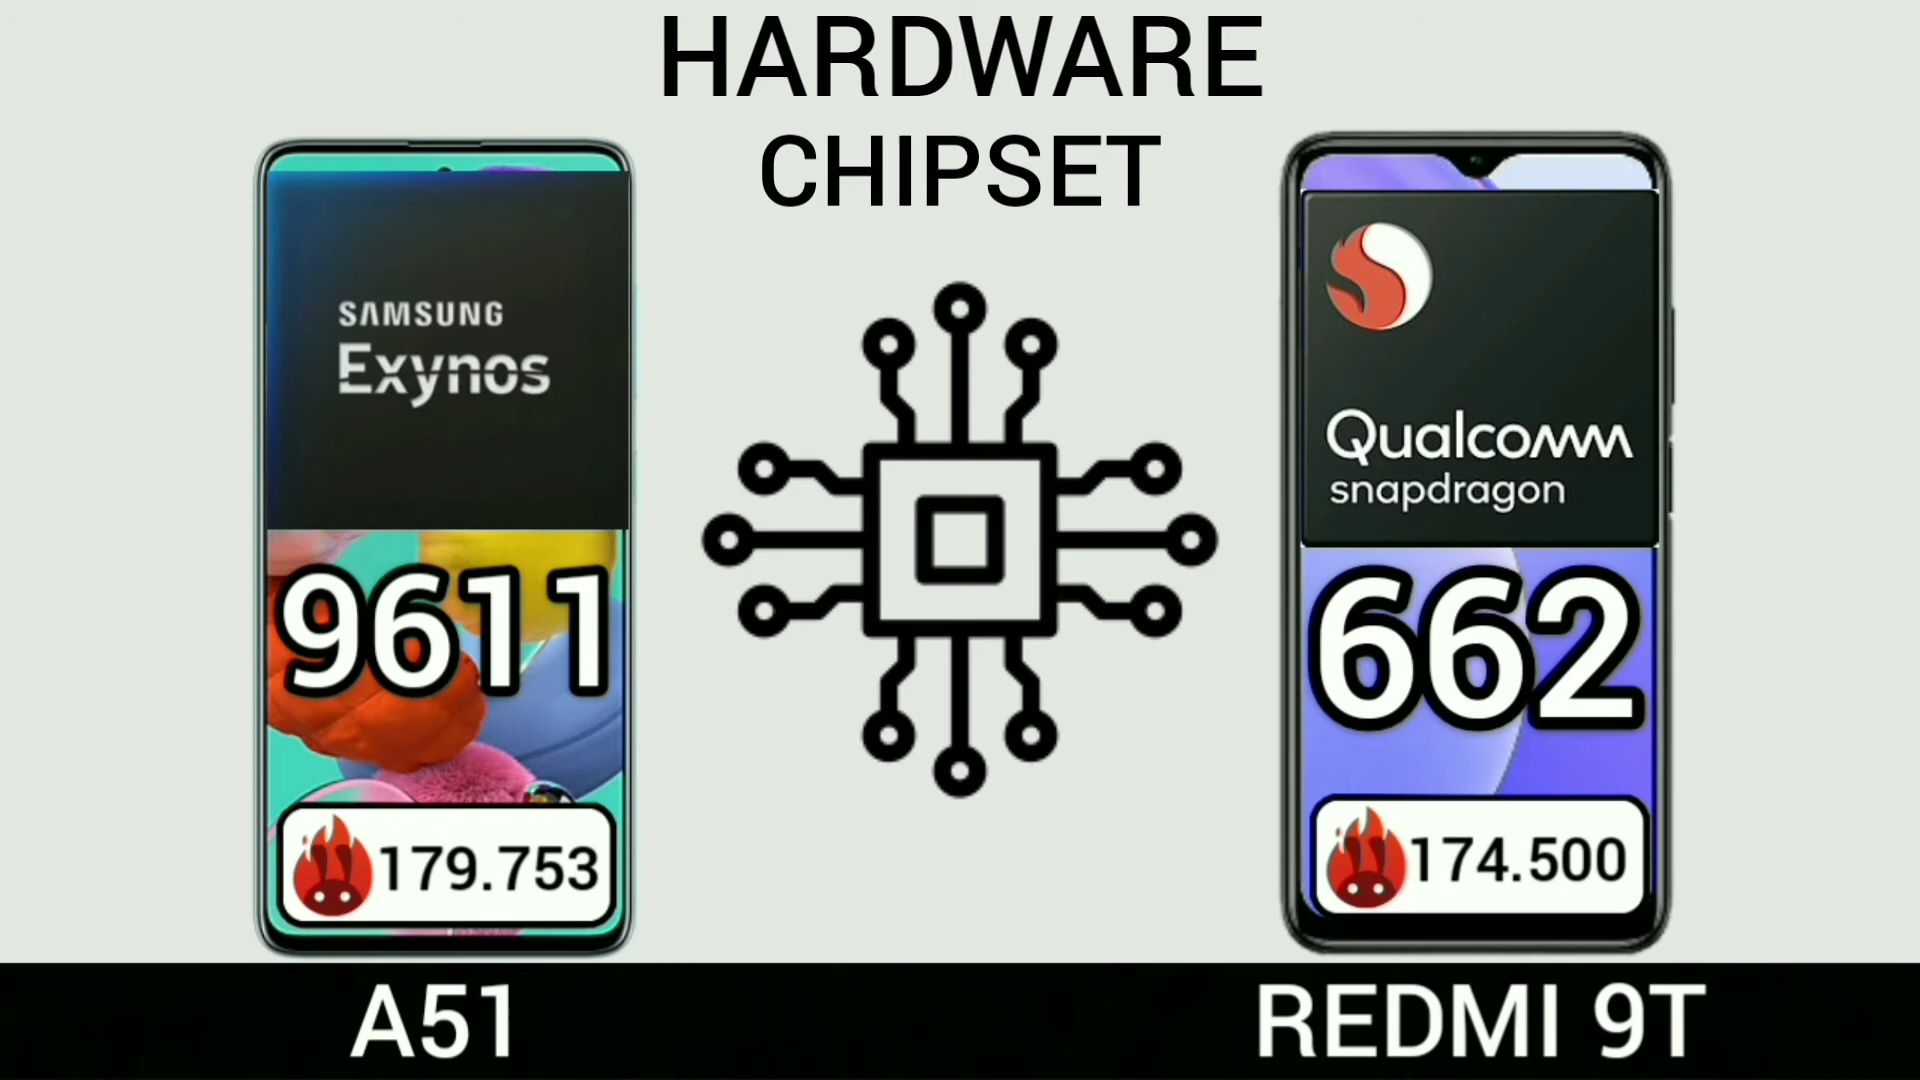 HARDWARE
CHIPSET
SAMSUNG
Exynos
9611
179.753
A51
Qualcomm
snapdragon
662
174.500
REDMI 9T